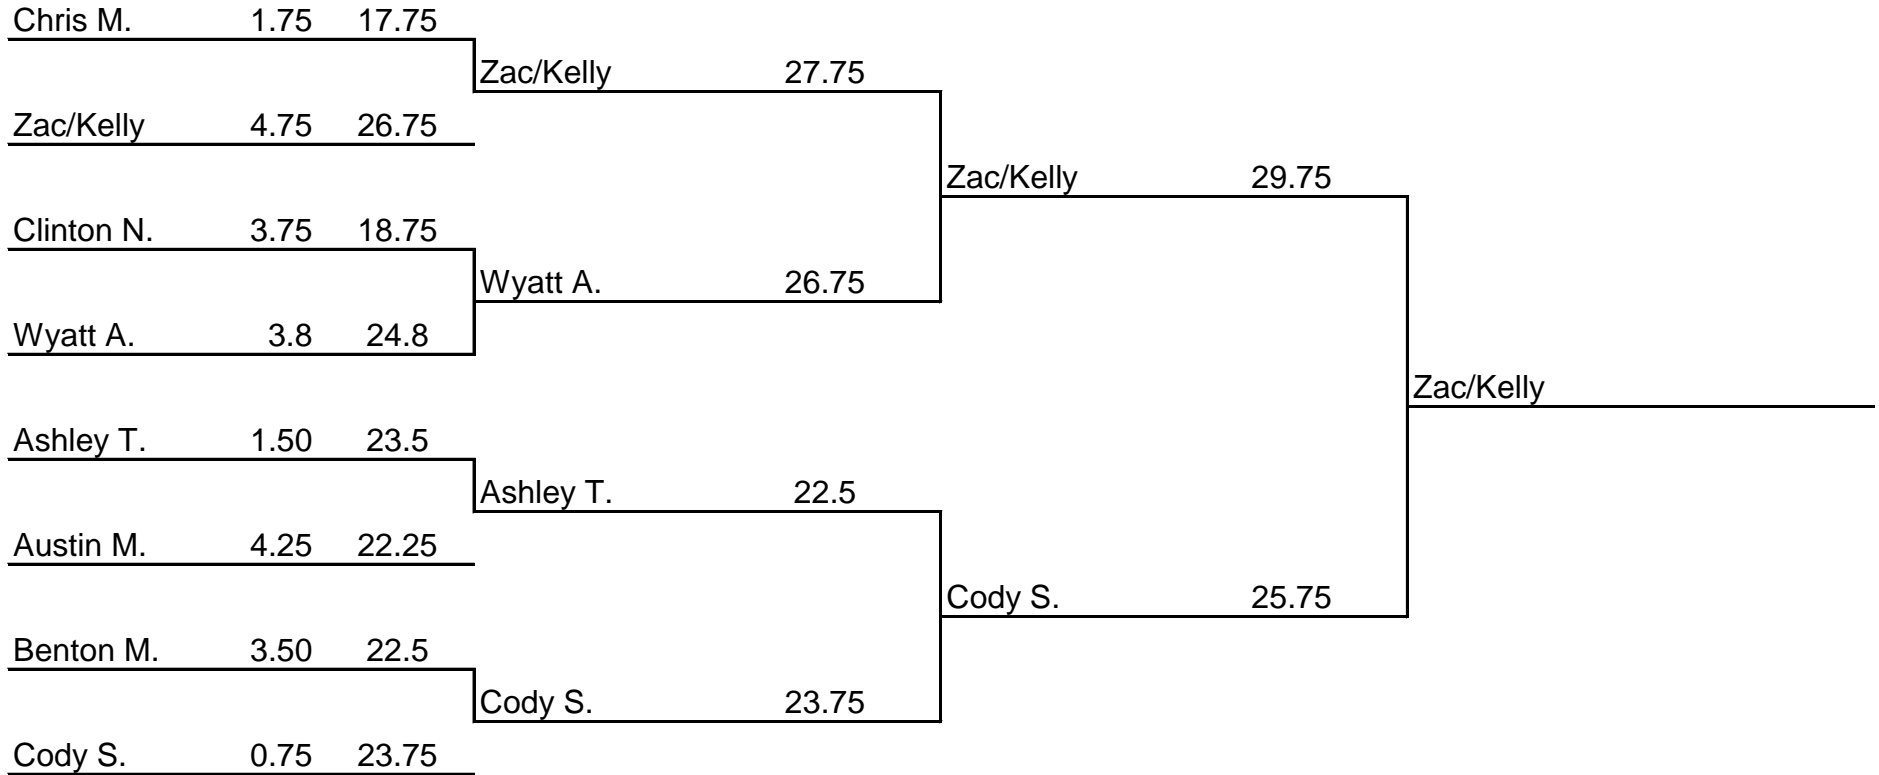 Chris M. 1.75 17.75
Zac/Kelly 27.75
Zac/Kelly 4.75 26.75
Zac/Kelly 29.75
Clinton N. 3.75 18.75
Wyatt A. 26.75
Wyatt A. 3.8 24.8
Zac/Kelly
Ashley T. 1.50 23.5
Ashley T. 22.5
Austin M. 4.25 22.25
Cody S. 25.75
Benton M. 3.50 22.5
Cody S. 23.75
Cody S. 0.75 23.75